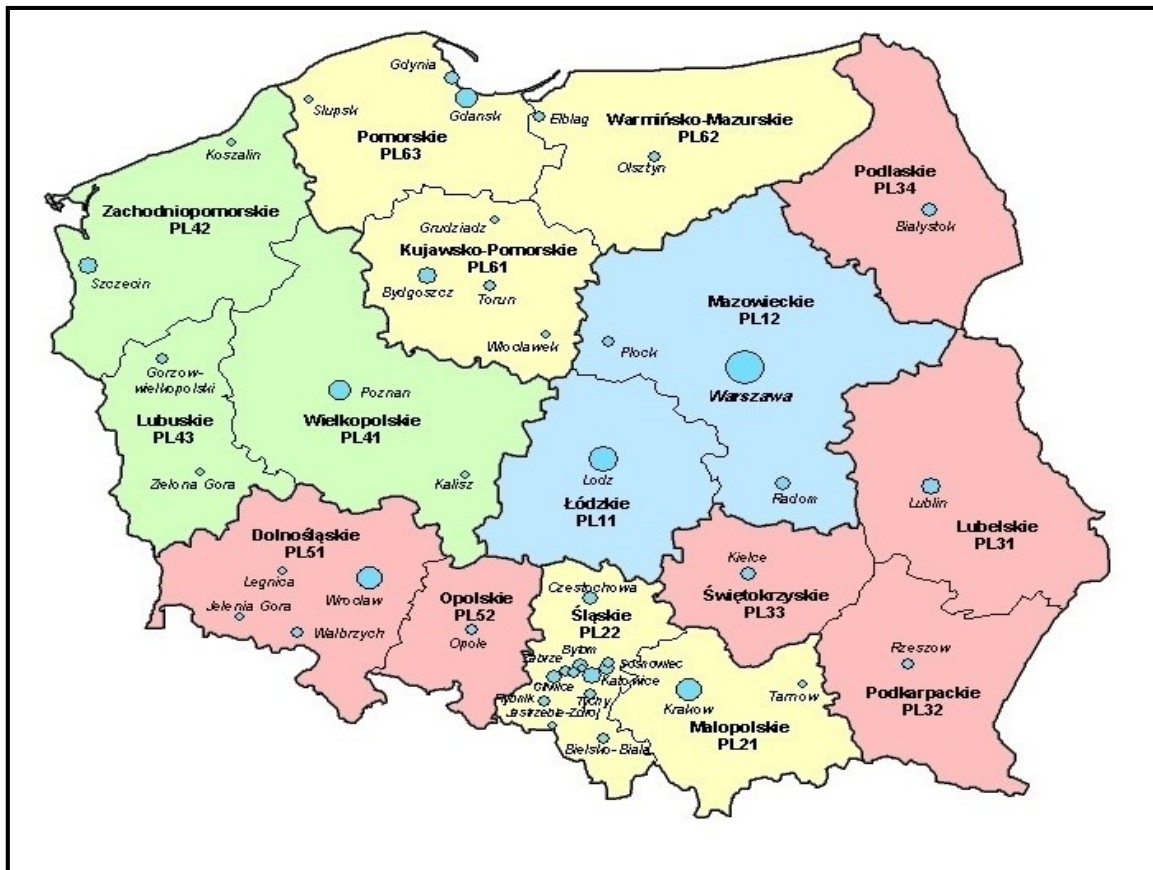 Gdynia
Slupsk
Gdansk
Elblag
Warmińsko-Mazurskie
PL62
Pomorskie
PL63
Koszalin
Olsztyn
Podlaskie
PL34
Bialystok
Zachodniopomorskie
PL42
Grudziadz
Kujawsko-Pomorskie
PL61
Szczecin
Bydgoszcz
Torun
Mazowieckie
PL12
Wloclawek
Plock
Gorzow-
wielkopolski
Warszawa
Poznan
Lubuskie
PL43
Wielkopolskie
PL41
Zielona Gora
Kalisz
Lodz
Łódzkie
PL11
Radom
Lublin
Lubelskie
PL31
Dolnośląskie
PL51
Legnica
Wroclaw
Jelenia Gora
Walbrzych
Opolskie
PL52
Opole
Czestochowa
Śląskie
PL22
Kielce
Świętokrzyskie
PL33
Bytom
Zabrze
Sosnowiec
Gliwice
Katowice
Rybnik
Tychy
Jastrzebie-Zdroj
Bielsko-Biala
Krakow
Tarnow
Malopolskie
PL21
Rzeszow
Podkarpackie
PL32